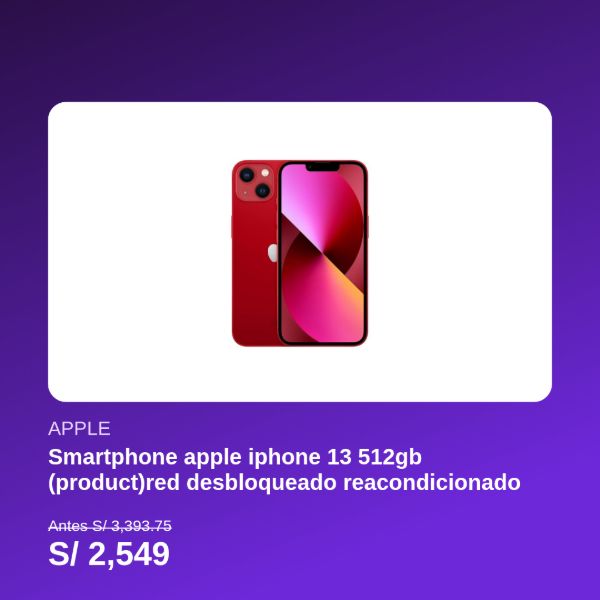 APPLE
Smartphone apple iphone 13 512gb
(product)red desbloqueado reacondicionado
Antes S/ 3,393.75
S/ 2,549